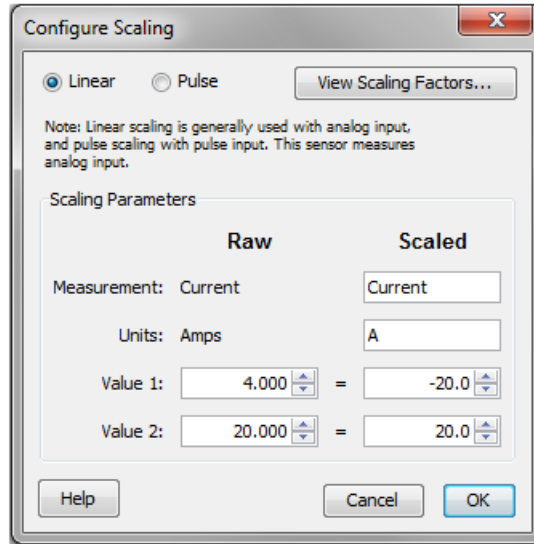 Configure Scaling
Linear Pulse View Scaling Factors...
Note: Linear scaling is generally used with analog input,
and pulse scaling with pulse input. This sensor measures
analog input.
Scaling Parameters
Raw Scaled
Measurement: Current Current
Units: Amps A
Value 1: 4.000 = -20.0
Value 2: 20.000 = 20.0
Help Cancel OK